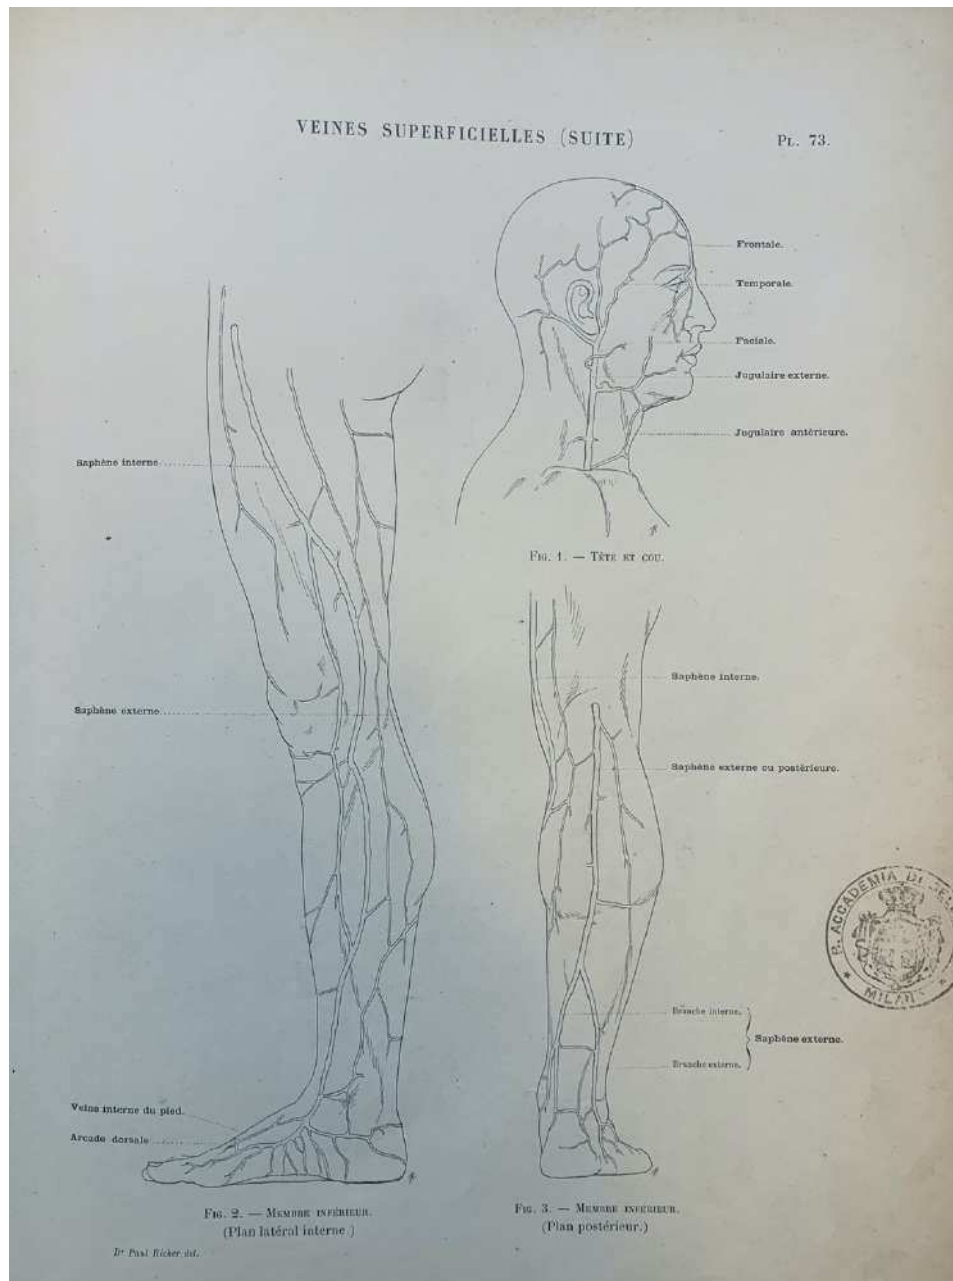 VEINES SUPERFICIELLES (SUITE)
PL. 73.
Frontale.
Temporale.
Faciale.
Jugulaire externe.
Jugulaire antérieure.
FIG. 1. — TÊTE ET COU.
Saphène interne
Saphène externe
Veine interne du pied.
Arcade dorsale
FIG. 2. — MEMBRE INFÉRIEUR.
(Plan latéral interne.)
Saphène interne.
Saphène externe ou postérieure.
Branche interne.
Saphène externe.
Branche externe.
FIG. 3. — MEMBRE INFÉRIEUR.
(Plan postérieur.)
Dr Paul Richer del.
R. ACCADEMIA DI
MILANO